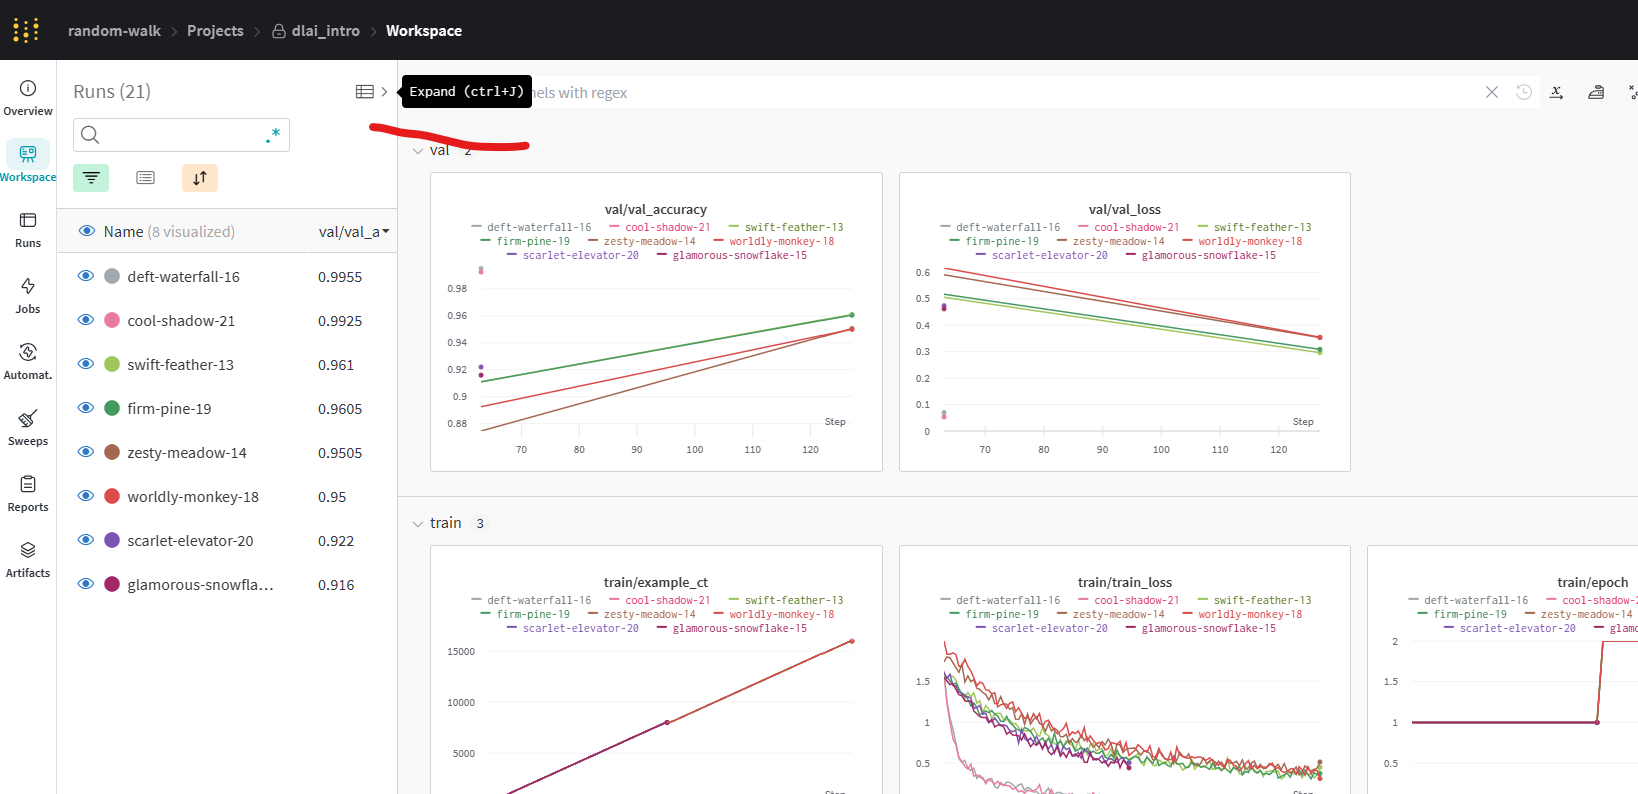 random-walk > Projects > dlai_intro > Workspace
Overview
Workspace
Runs
Jobs
Automat.
Sweeps
Reports
Artifacts
Runs (21)
Expand (ctrl+J)
nels with regex
.*
Name (8 visualized) val/val_a
deft-waterfall-16 0.9955
cool-shadow-21 0.9925
swift-feather-13 0.961
firm-pine-19 0.9605
zesty-meadow-14 0.9505
worldly-monkey-18 0.95
scarlet-elevator-20 0.922
glamorous-snowfla... 0.916
val 2
val/val_accuracy
deft-waterfall-16 cool-shadow-21 swift-feather-13
firm-pine-19 zesty-meadow-14 worldly-monkey-18
scarlet-elevator-20 glamorous-snowflake-15
0.98
0.96
0.94
0.92
0.9
0.88
Step
70 80 90 100 110 120
val/val_loss
deft-waterfall-16 cool-shadow-21 swift-feather-13
firm-pine-19 zesty-meadow-14 worldly-monkey-18
scarlet-elevator-20 glamorous-snowflake-15
0.6
0.5
0.4
0.3
0.2
0.1
0
Step
70 80 90 100 110 120
train 3
train/example_ct
deft-waterfall-16 cool-shadow-21 swift-feather-13
firm-pine-19 zesty-meadow-14 worldly-monkey-18
scarlet-elevator-20 glamorous-snowflake-15
15000
10000
5000
train/train_loss
deft-waterfall-16 cool-shadow-21 swift-feather-13
firm-pine-19 zesty-meadow-14 worldly-monkey-18
scarlet-elevator-20 glamorous-snowflake-15
1.5
1
0.5
train/epoch
deft-waterfall-16 cool-shadow-2
firm-pine-19 zesty-meadow-14
scarlet-elevator-20 glamo
2
1.5
1
0.5